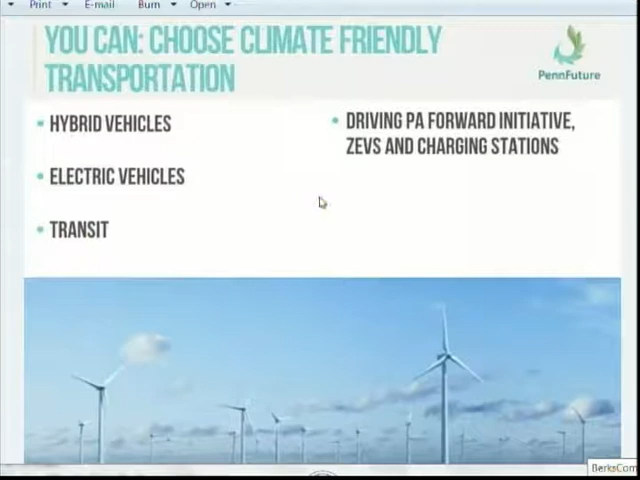 Print E-mail Burn Open
YOU CAN: CHOOSE CLIMATE FRIENDLY
TRANSPORTATION
PennFuture
HYBRID VEHICLES
ELECTRIC VEHICLES
TRANSIT
DRIVING PA FORWARD INITIATIVE,
ZEVS AND CHARGING STATIONS
BerksCom